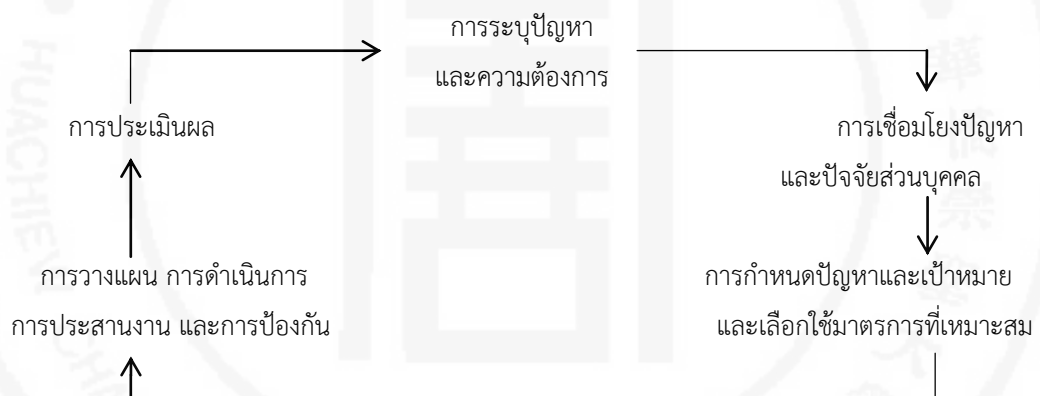 การระบุปัญหา
และความต้องการ
การประเมินผล
การเชื่อมโยงปัญหา
และปัจจัยส่วนบุคคล
การวางแผน การดำเนินการ
การประสานงาน และการป้องกัน
การกำหนดปัญหาและเป้าหมาย
และเลือกใช้มาตรการที่เหมาะสม
HUACHIEW